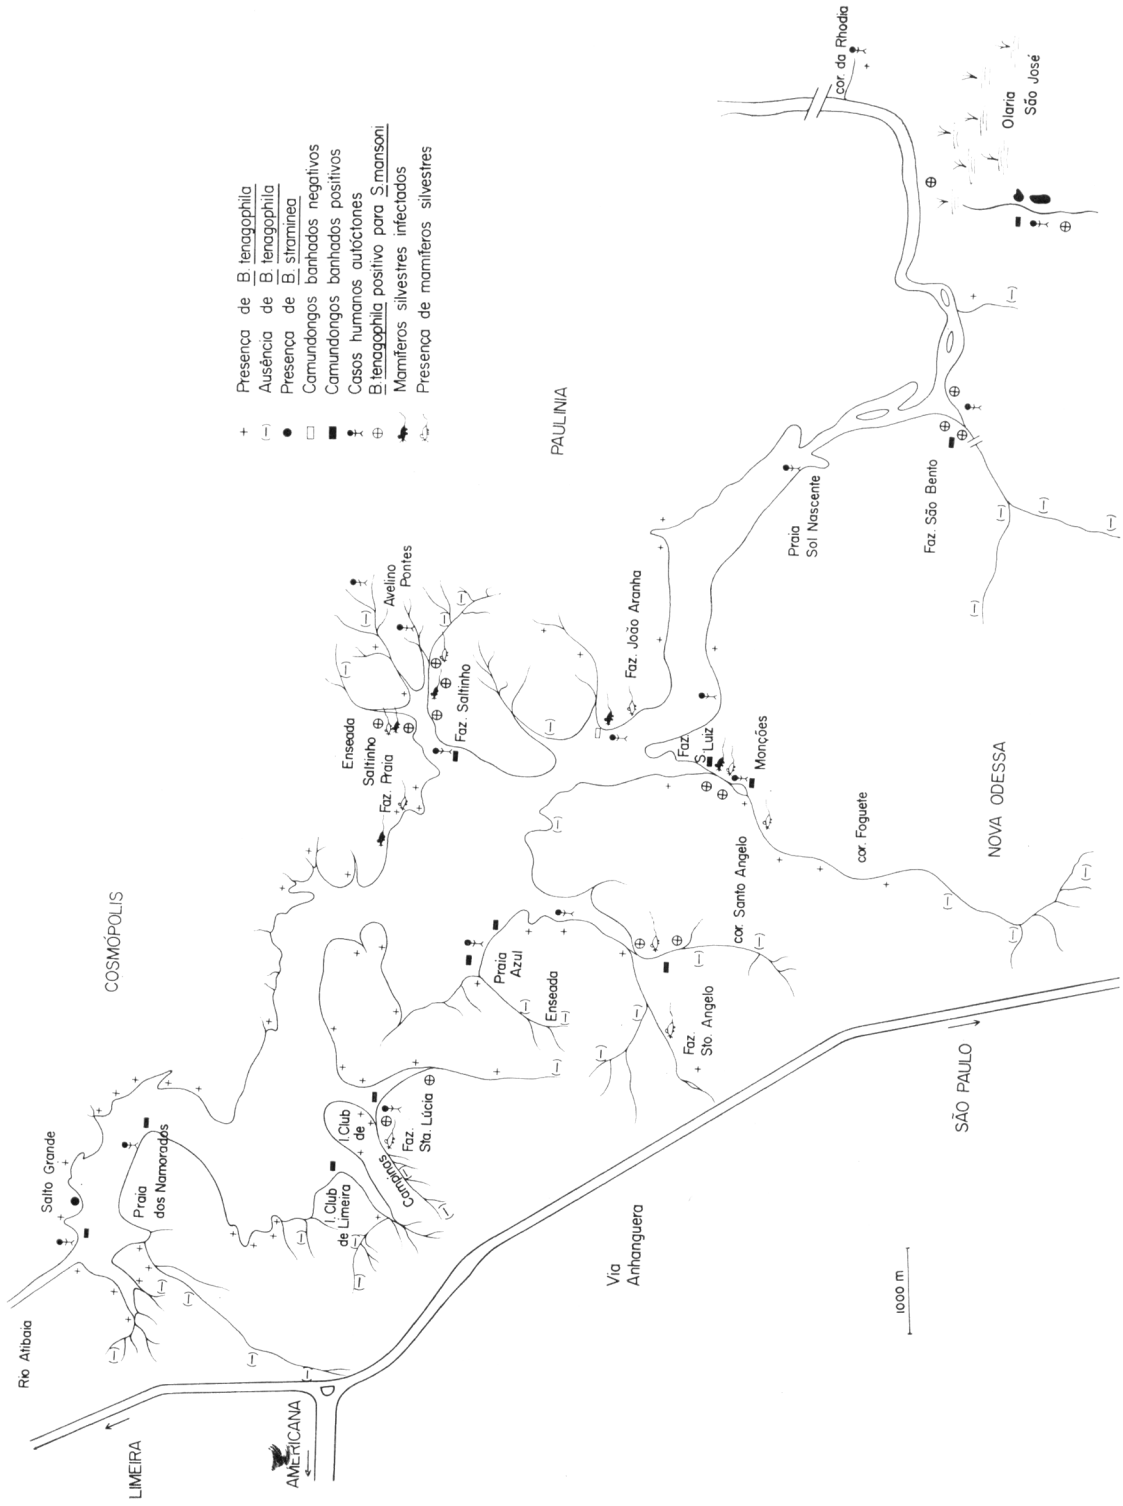 + Presença de B. tenagophila
(−) Ausência de B. tenagophila
● Presença de B. straminea
Camundongos banhados negativos
Camundongos banhados positivos
Casos humanos autóctones
⊕ B.tenagophila positivo para S.mansoni
Mamíferos silvestres infectados
Presença de mamíferos silvestres
cor. da Rhodia
Olaria
São José
PAULINIA
Avelino
Pontes
Praia
Sol Nascente
Faz. São Bento
Faz. João Aranha
Faz. Saltinho
Enseada
Saltinho
Faz. Praia
Faz.
S. Luiz
Monções
cor. Foguete
NOVA ODESSA
cor. Santo Angelo
COSMÓPOLIS
Praia
Azul
Enseada
Faz.
Sto. Angelo
SÃO PAULO
Salto Grande
Praia
dos Namorados
I.Club
de
Campinas
Faz.
Sta. Lúcia
I.Club
de Limeira
Via
Anhanguera
1000 m
Rio Atibaia
LIMEIRA
AMERICANA